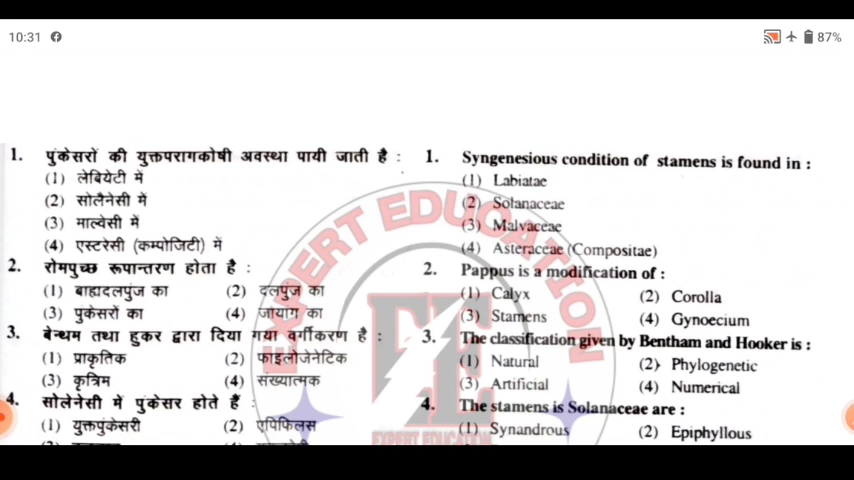 10:31
87%
1. पुंकेसरों की युक्तपरागकोषी अवस्था पायी जाती है :
(1) लेबियेटी में
(2) सोलैनेसी में
(3) माल्वेसी में
(4) एस्टरेसी (कम्पोजिटी) में
2. रोमपुच्छ रूपान्तरण होता है :
(1) बाह्यदलपुंज का (2) दलपुंज का
(3) पुंकेसरों का (4) जायांग का
3. बेन्थम तथा हुकर द्वारा दिया गया वर्गीकरण है :
(1) प्राकृतिक (2) फाइलोजेनेटिक
(3) कृत्रिम (4) संख्यात्मक
4. सोलेनेसी में पुंकेसर होते हैं :
(1) युक्तपुंकेसरी (2) एपिफिलस
1. Syngenesious condition of stamens is found in :
(1) Labiatae
(2) Solanaceae
(3) Malvaceae
(4) Asteraceae (Compositae)
2. Pappus is a modification of :
(1) Calyx (2) Corolla
(3) Stamens (4) Gynoecium
3. The classification given by Bentham and Hooker is :
(1) Natural (2) Phylogenetic
(3) Artificial (4) Numerical
4. The stamens is Solanaceae are :
(1) Synandrous (2) Epiphyllous
EXPERT EDUCATION
EXPERT EDUCATION